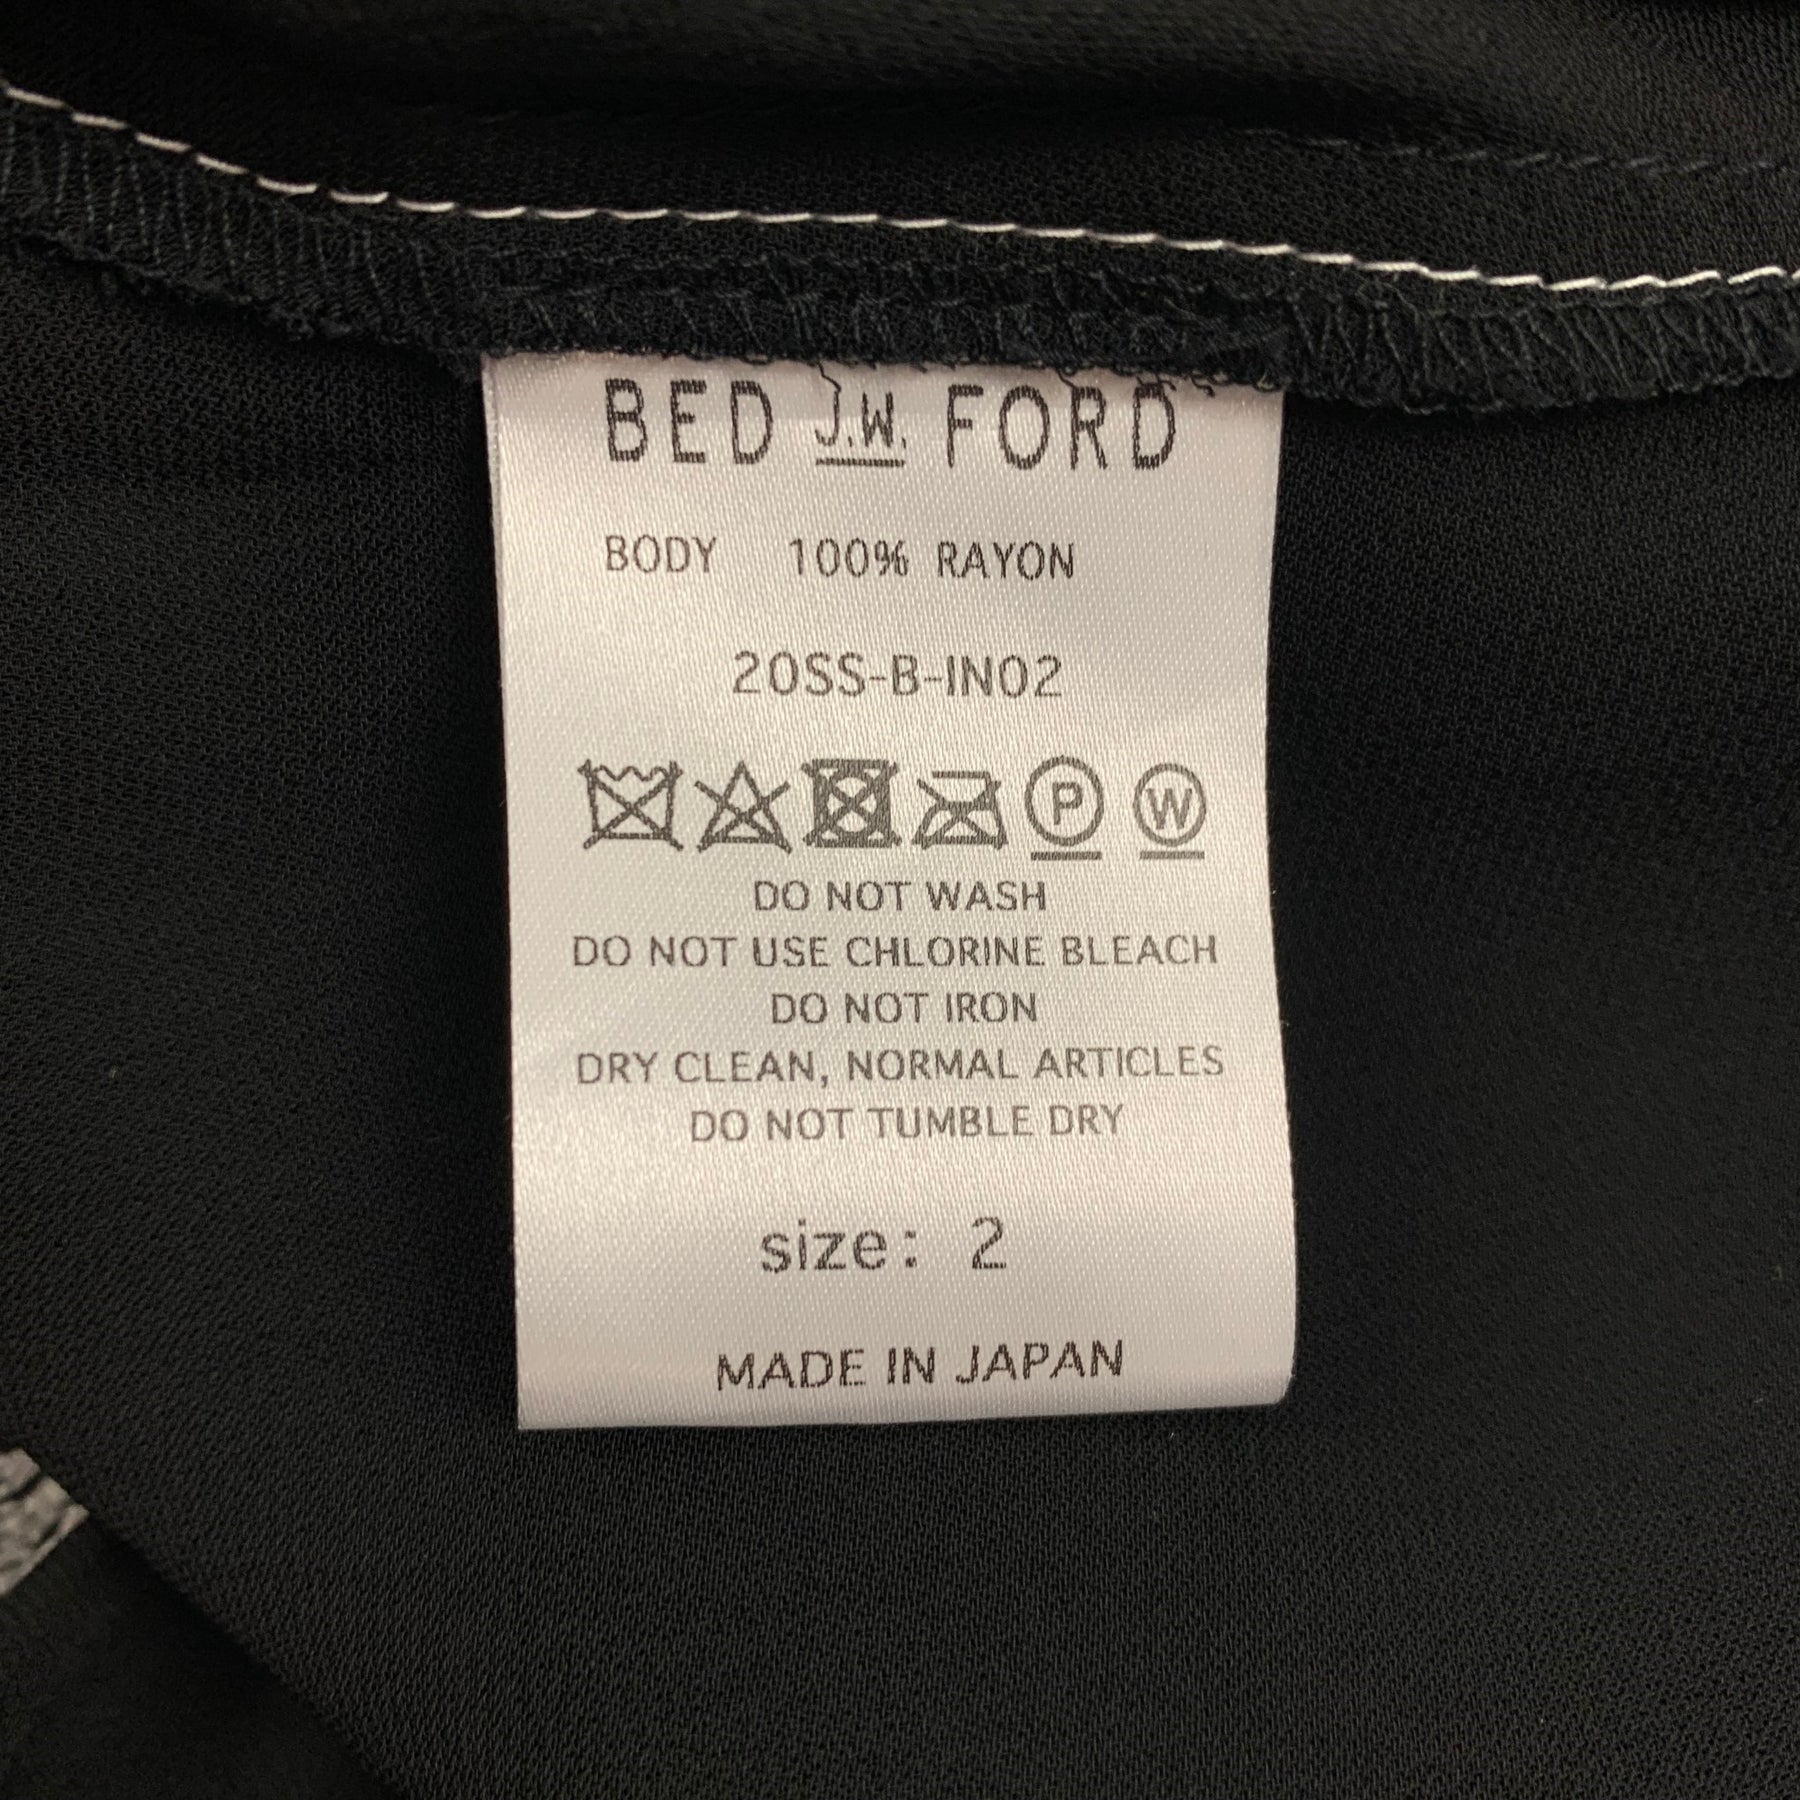 BED J.W. FORD
BODY 100% RAYON
20SS-B-IN02
P W
DO NOT WASH
DO NOT USE CHLORINE BLEACH
DO NOT IRON
DRY CLEAN, NORMAL ARTICLES
DO NOT TUMBLE DRY
size: 2
MADE IN JAPAN